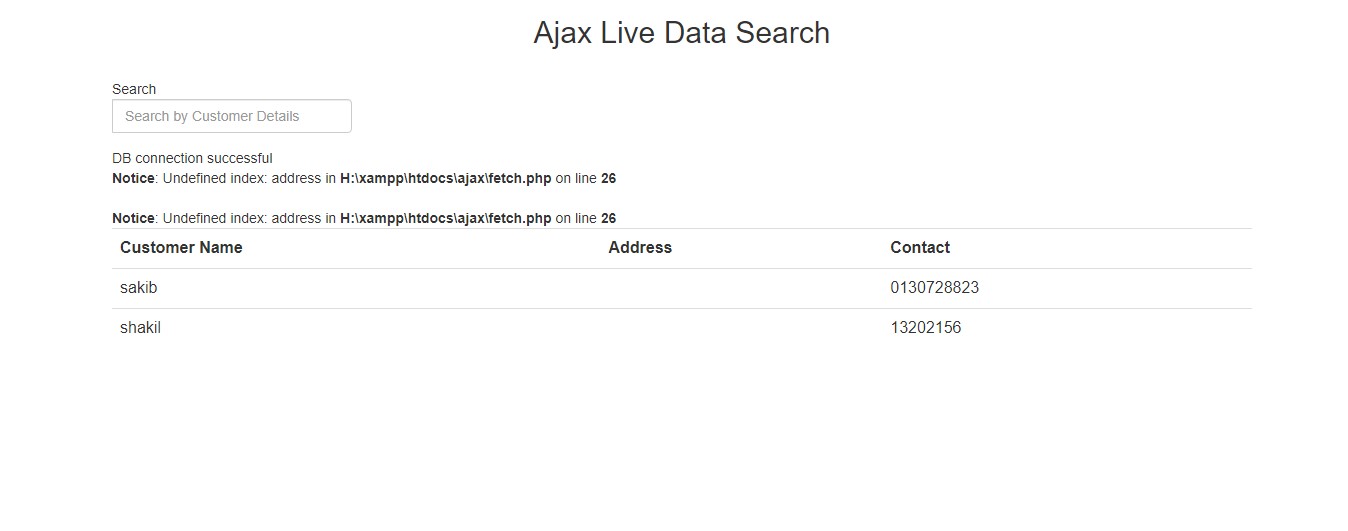 Ajax Live Data Search
Search
Search by Customer Details
DB connection successful
Notice: Undefined index: address in H:\xampp\htdocs\ajax\fetch.php on line 26
Notice: Undefined index: address in H:\xampp\htdocs\ajax\fetch.php on line 26
Customer Name Address Contact
sakib 0130728823
shakil 13202156